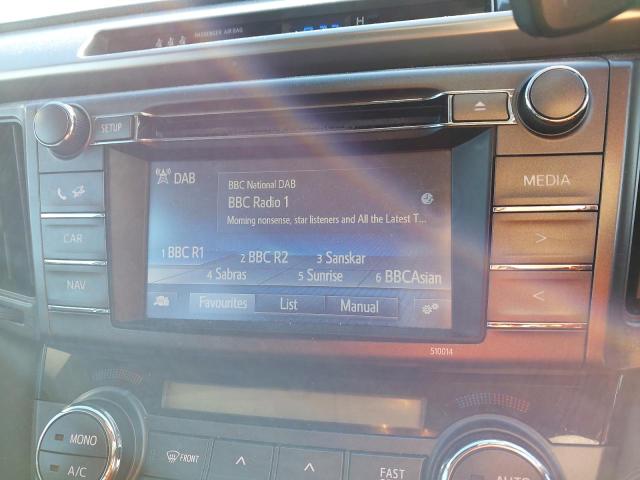 PASSENGER AIR BAG
SETUP
MEDIA
CAR
NAV
>
<
DAB
BBC National DAB
BBC Radio 1
Morning nonsense, star listeners and All the Latest T...
1 BBC R1
2 BBC R2
3 Sanskar
4 Sabras
5 Sunrise
6 BBCAsian
Favourites
List
Manual
510014
MONO
A/C
FRONT
FAST
AUTO